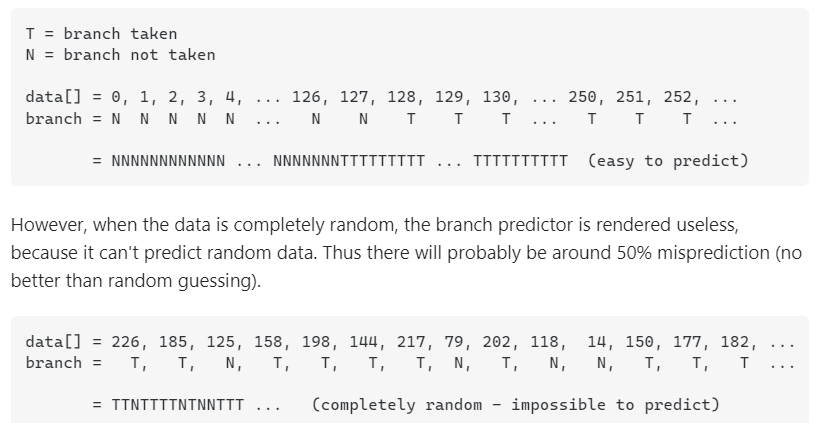 T = branch taken
N = branch not taken
data[] = 0, 1, 2, 3, 4, ... 126, 127, 128, 129, 130, ... 250, 251, 252, ...
branch = N N N N N ... N N T T T ... T T T ...
= NNNNNNNNNNNN ... NNNNNNNTTTTTTTTT ... TTTTTTTTTT (easy to predict)
However, when the data is completely random, the branch predictor is rendered useless,
because it can't predict random data. Thus there will probably be around 50% misprediction (no
better than random guessing).
data[] = 226, 185, 125, 158, 198, 144, 217, 79, 202, 118, 14, 150, 177, 182, ...
branch = T, T, N, T, T, T, T, N, T, N, N, T, T, T ...
= TTNTTTTNTNNTTT ... (completely random - impossible to predict)